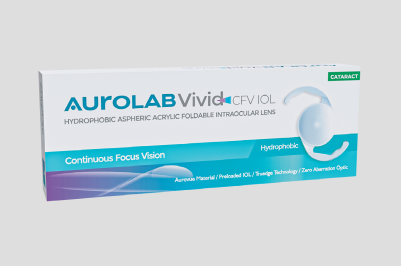 CATARACT
AUROLAB Vivid CFV IOL
HYDROPHOBIC ASPHERIC ACRYLIC FOLDABLE INTRAOCULAR LENS
Continuous Focus Vision
Hydrophobic
Aurovue Material / Preloaded IOL / Truedge Technology / Zero Aberration Optic